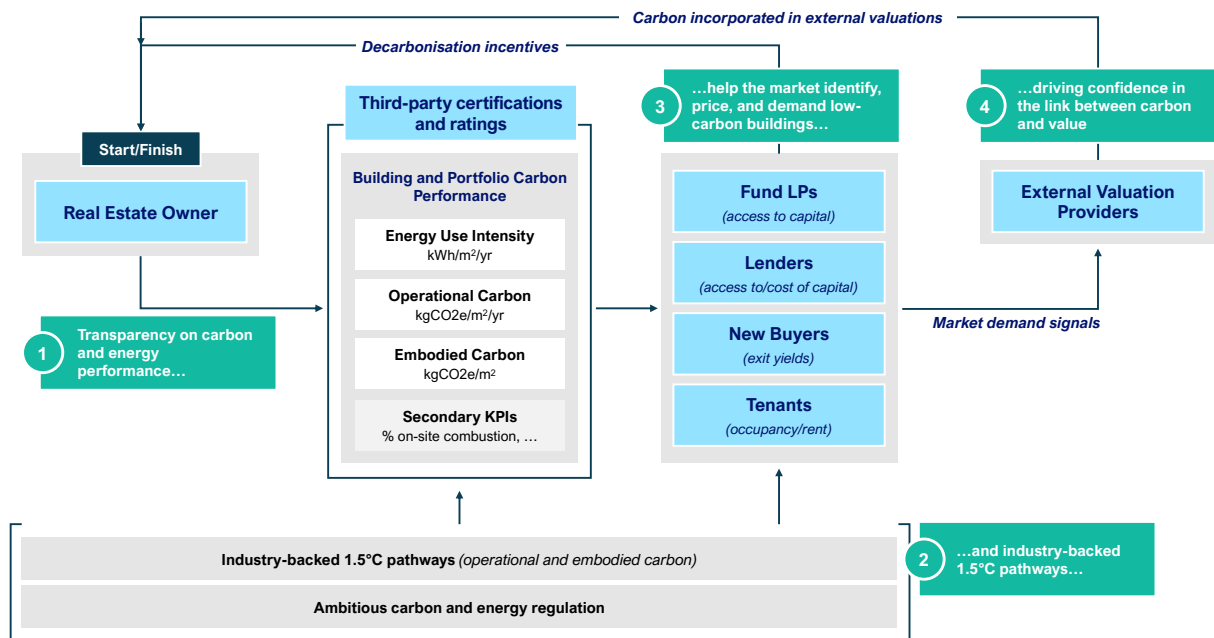 Carbon incorporated in external valuations
Decarbonisation incentives
Start/Finish
Real Estate Owner
1
Transparency on carbon
and energy
performance…
Third-party certifications
and ratings
Building and Portfolio Carbon
Performance
Energy Use Intensity
kWh/m²/yr
Operational Carbon
kgCO2e/m²/yr
Embodied Carbon
kgCO2e/m²
Secondary KPIs
% on-site combustion, …
3
…help the market identify,
price, and demand low-
carbon buildings…
Fund LPs
(access to capital)
Lenders
(access to/cost of capital)
New Buyers
(exit yields)
Tenants
(occupancy/rent)
4
…driving confidence in
the link between carbon
and value
External Valuation
Providers
Market demand signals
Industry-backed 1.5°C pathways (operational and embodied carbon)
Ambitious carbon and energy regulation
2
…and industry-backed
1.5°C pathways…